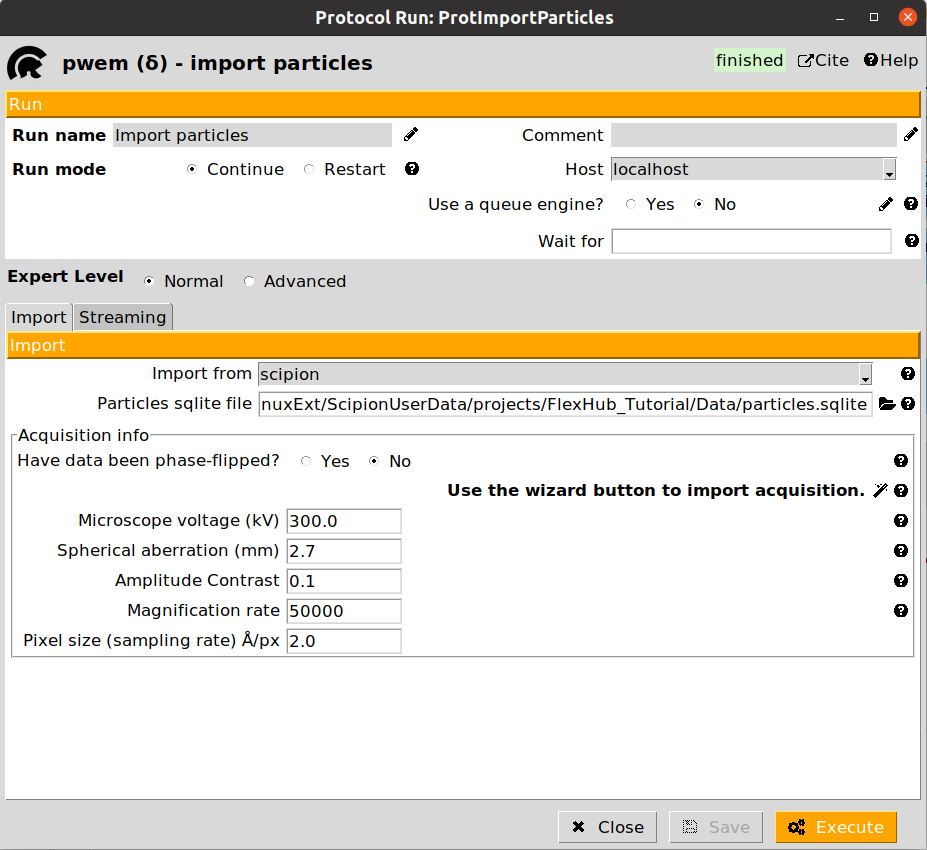 Protocol Run: ProtImportParticles
pwem (δ) - import particles
finished Cite Help
Run
Run name Import particles Comment
Run mode Continue Restart Host localhost
Use a queue engine? Yes No
Wait for
Expert Level Normal Advanced
Import Streaming
Import
Import from scipion
Particles sqlite file nuxExt/ScipionUserData/projects/FlexHub_Tutorial/Data/particles.sqlite
Acquisition info
Have data been phase-flipped? Yes No
Use the wizard button to import acquisition.
Microscope voltage (kV) 300.0
Spherical aberration (mm) 2.7
Amplitude Contrast 0.1
Magnification rate 50000
Pixel size (sampling rate) Å/px 2.0
Close Save Execute